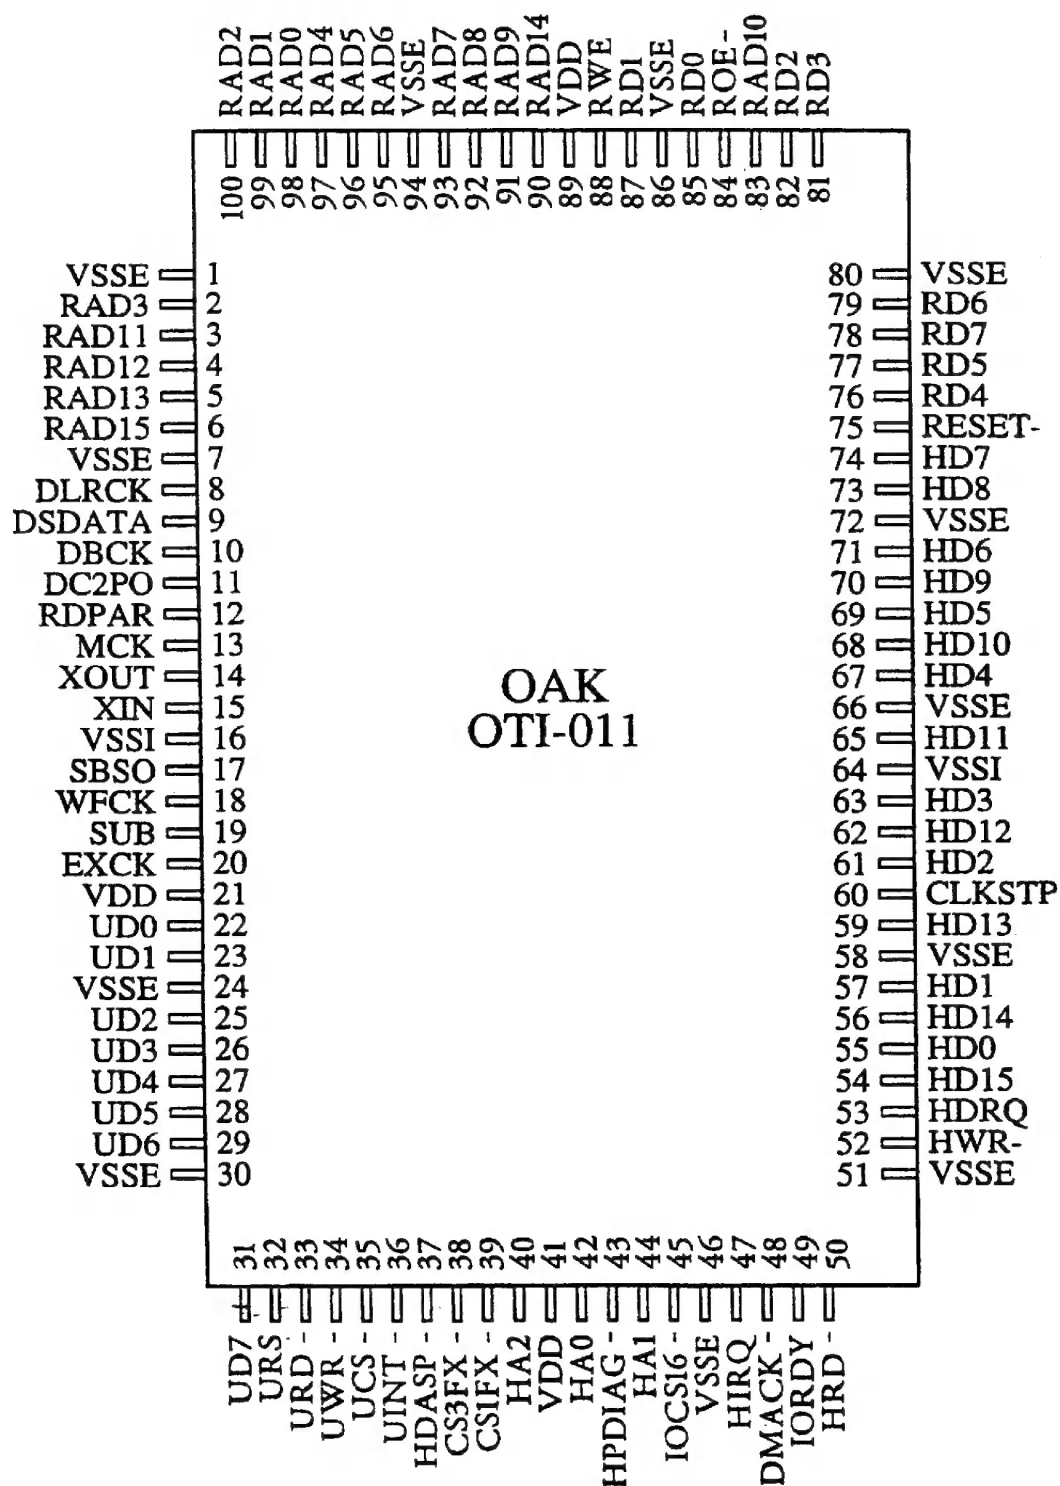 RAD2
RAD1
RAD0
RAD4
RAD5
RAD6
VSSE
RAD7
RAD8
RAD9
RAD14
VDD
RWE
RD1
VSSE
RD0
ROE-
RAD10
RD2
RD3
100
99
98
97
96
95
94
93
92
91
90
89
88
87
86
85
84
83
82
81
VSSE 1
RAD3 2
RAD11 3
RAD12 4
RAD13 5
RAD15 6
VSSE 7
DLRCK 8
DSDATA 9
DBCK 10
DC2PO 11
RDPAR 12
MCK 13
XOUT 14
XIN 15
VSSI 16
SBSO 17
WFCK 18
SUB 19
EXCK 20
VDD 21
UD0 22
UD1 23
VSSE 24
UD2 25
UD3 26
UD4 27
UD5 28
UD6 29
VSSE 30
OAK
OTI-011
80 VSSE
79 RD6
78 RD7
77 RD5
76 RD4
75 RESET-
74 HD7
73 HD8
72 VSSE
71 HD6
70 HD9
69 HD5
68 HD10
67 HD4
66 VSSE
65 HD11
64 VSSI
63 HD3
62 HD12
61 HD2
60 CLKSTP
59 HD13
58 VSSE
57 HD1
56 HD14
55 HD0
54 HD15
53 HDRQ
52 HWR-
51 VSSE
31
32
33
34
35
36
37
38
39
40
41
42
43
44
45
46
47
48
49
50
UD7
URS
URD-
UWR-
UCS-
UINT-
HDASP-
CS3FX-
CS1FX-
HA2
VDD
HA0
HPDIAG-
HA1
IOCS16-
VSSE
HIRQ
DMACK-
IORDY
HRD-